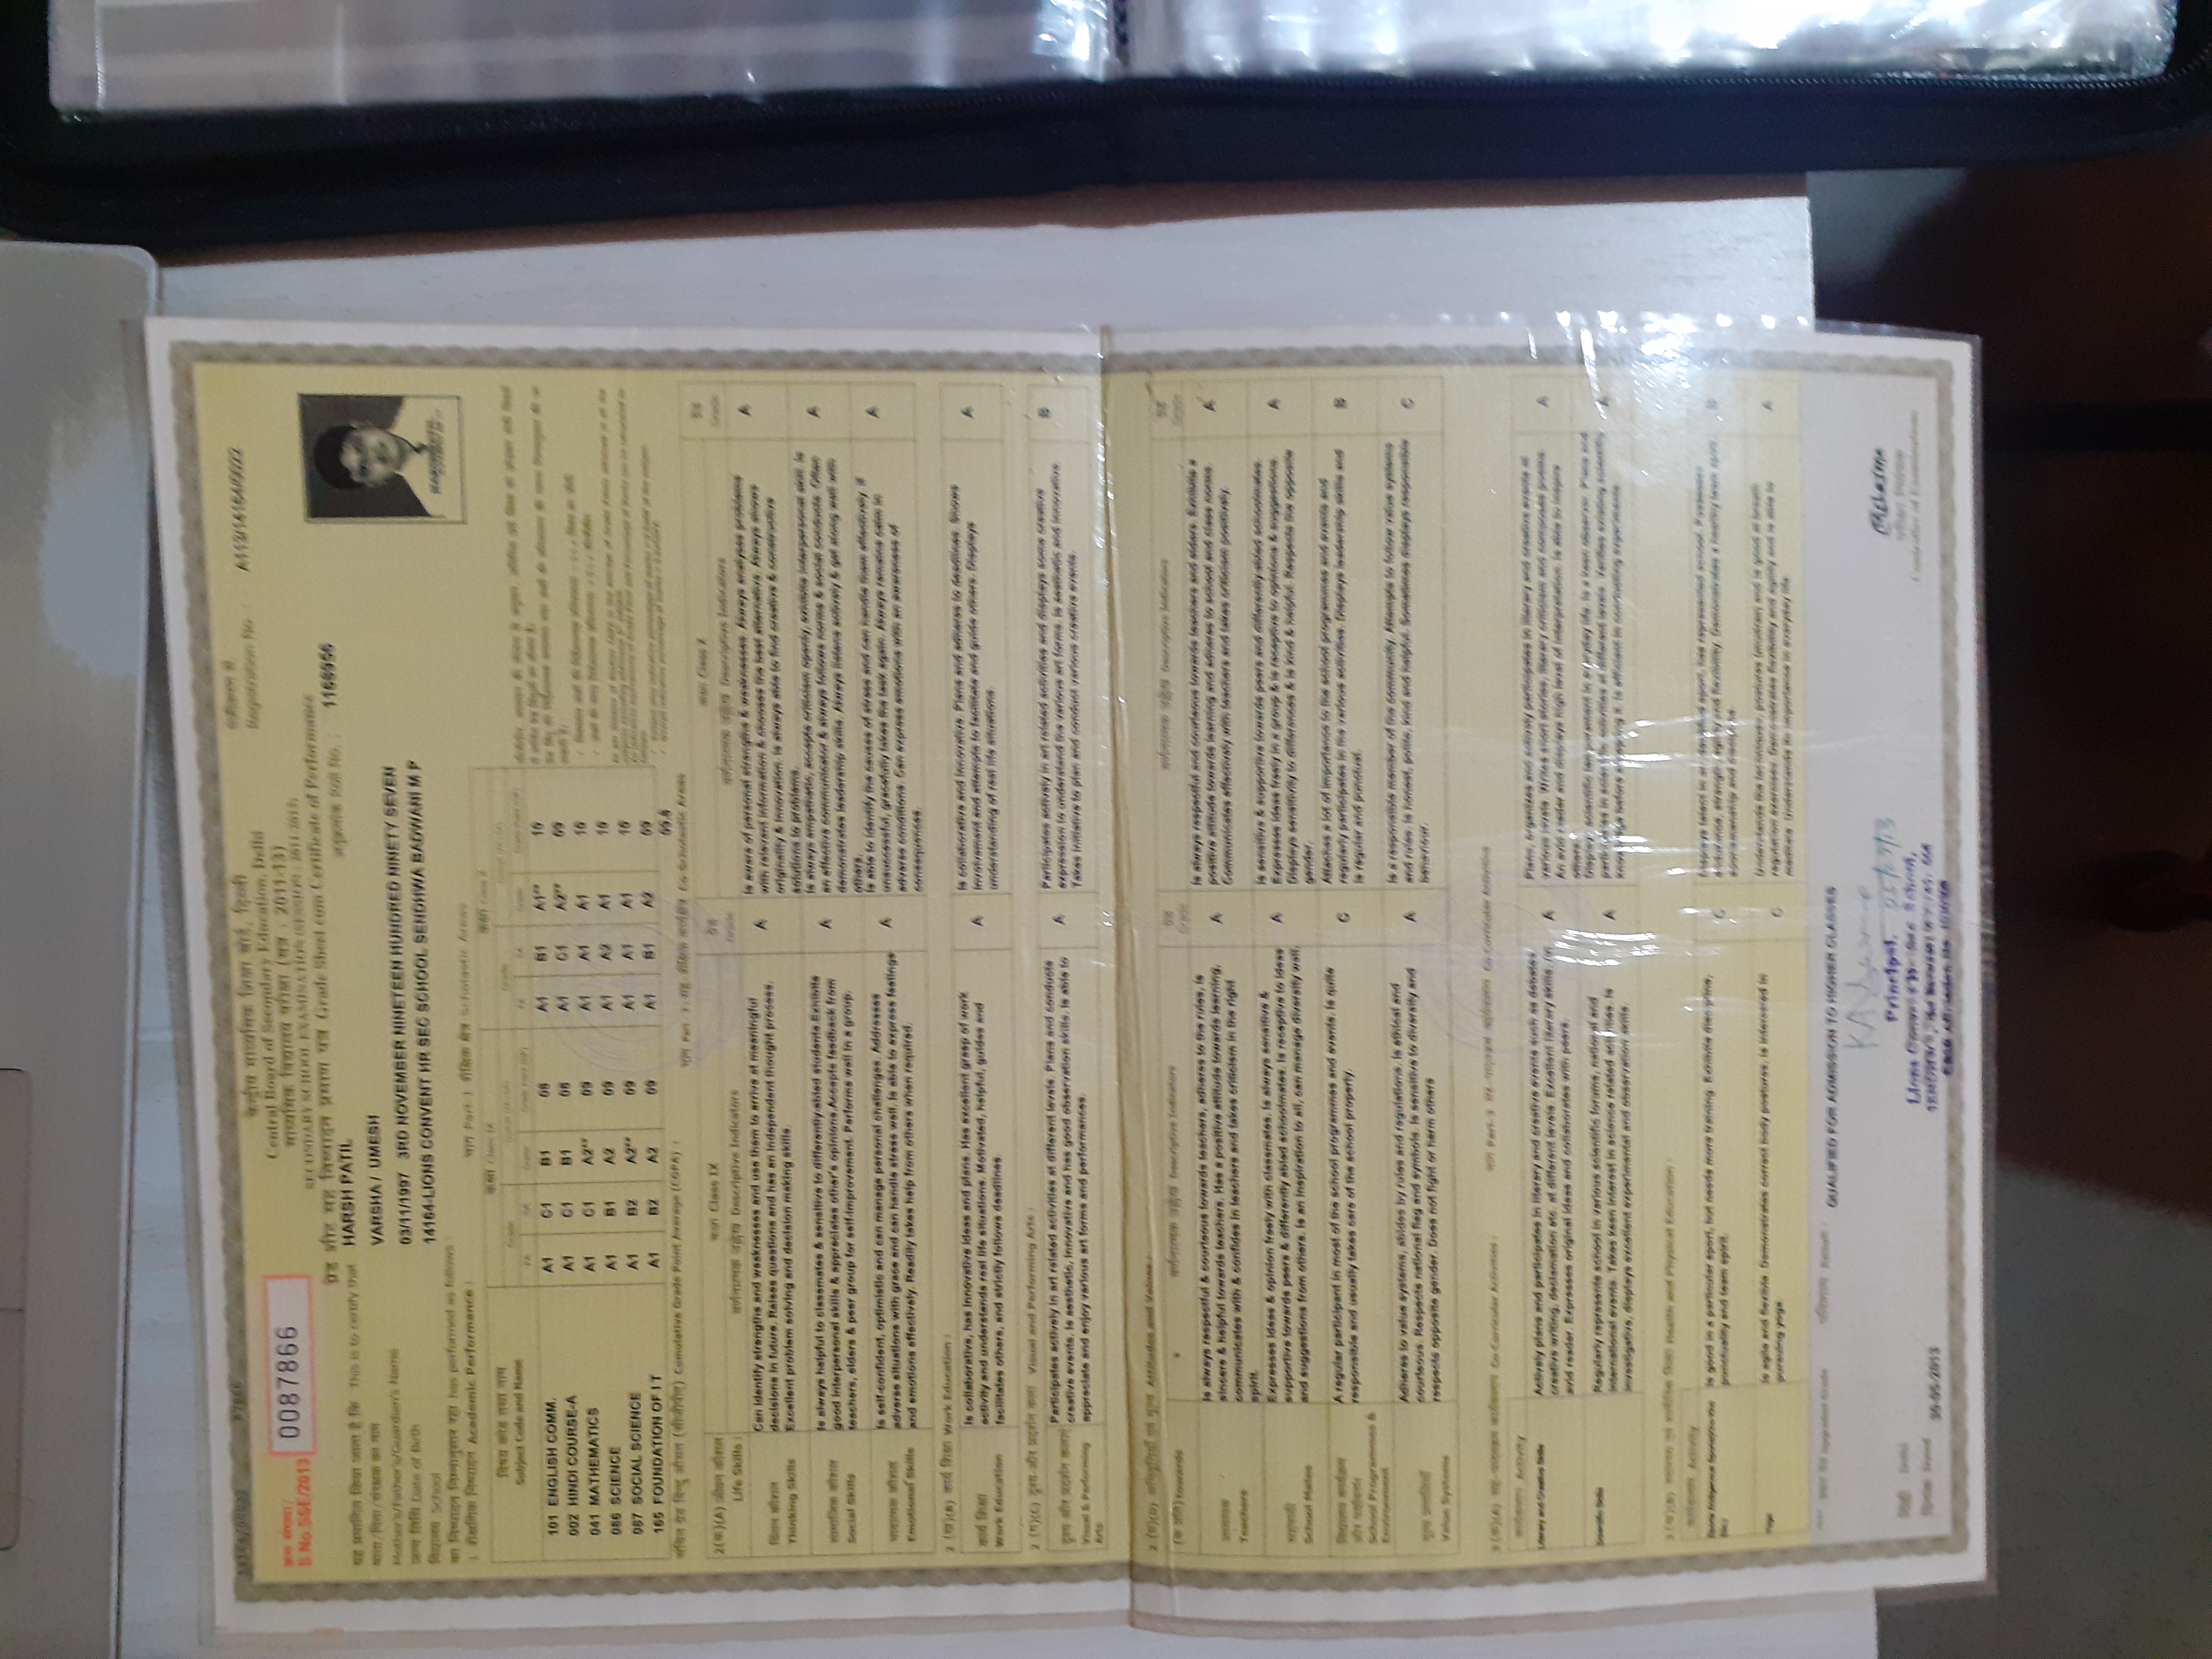 केन्द्रीय माध्यमिक शिक्षा बोर्ड, दिल्ली
Central Board of Secondary Education, Delhi
माध्यमिक विद्यालय परीक्षा (सत्र : 2011-13)
SECONDARY SCHOOL EXAMINATION (SESSION : 2011-2013)
ग्रेड शीट सह निष्पादन प्रमाण पत्र Grade Sheet cum Certificate of Performance
Registration No : A113/14164/0022
S.No.SSE/2013 0087866
अनुक्रमांक Roll No. : 1168956
यह प्रमाणित किया जाता है कि This is to certify that HARSH PATIL
माता/पिता/संरक्षक का नाम VARSHA / UMESH
Mother's/Father's/Guardian's Name
जन्म तिथि Date of Birth 03/11/1997 3RD NOVEMBER NINETEEN HUNDRED NINETY SEVEN
विद्यालय School 14164-LIONS CONVENT HR SEC SCHOOL SENDHWA BADWANI M P
का निष्पादन निम्नानुसार रहा has performed as follows :
1 शैक्षणिक निष्पादन Academic Performance : भाग Part-1 शैक्षिक क्षेत्र Scholastic Areas
विषय कोड तथा नाम कक्षा Class IX कक्षा Class X
Subject Code and Name
FA SA Grade Grade Point (GP) FA SA Grade Grade Point (GP)
101 ENGLISH COMM. A1 C1 B1 08 A1 B1 A1** 10
002 HINDI COURSE-A A1 C1 B1 08 A1 C1 A2** 09
041 MATHEMATICS A1 C1 A2** 09 A1 A1 A1 10
086 SCIENCE A1 B1 A2 09 A1 A2 A1 10
087 SOCIAL SCIENCE A1 B2 A2** 09 A1 A1 A1 10
165 FOUNDATION OF I T A1 B2 A2 09 A1 B1 A2 09
संचित ग्रेड बिन्दु औसत (सीजीपीए) Cumulative Grade Point Average (CGPA) : 09.6
भाग Part-2 सह-शैक्षिक कार्यक्षेत्र Co-Scholastic Areas
2(क)(A) जीवन कौशल कक्षा Class IX ग्रेड कक्षा Class X ग्रेड
Life Skills : वर्णनात्मक उद्देश्य Descriptive Indicators Grade वर्णनात्मक उद्देश्य Descriptive Indicators Grade
चिंतन कौशल
Thinking Skills
Can identify strengths and weaknesses and use them to arrive at meaningful
decisions in future. Raises questions and has an independent thought process.
Excellent problem solving and decision making skills.
A
Is aware of personal strengths & weaknesses. Always analyses problems
with relevant information & chooses the best alternative. Always shows
originality & innovation. Is always able to find creative & constructive
solutions to problems.
A
सामाजिक कौशल
Social Skills
Is always helpful to classmates & sensitive to differently-abled students.Exhibits
good interpersonal skills & appreciates other's opinions.Accepts feedback from
teachers, elders & peer group for self-improvement. Performs well in a group.
A
Is always empathetic, accepts criticism openly, exhibits interpersonal skill. Is
an effective communicator & always follows norms & social conducts. Often
demonstrates leadership skills. Always listens actively & get along well with
others.
A
भावात्मक कौशल
Emotional Skills
Is self-confident, optimistic and can manage personal challenges. Addresses
adverse situations with grace and can handle stress well. Is able to express feelings
and emotions effectively. Readily takes help from others when required.
A
Is able to identify the causes of stress and can handle them effectively. If
unsuccessful, gracefully takes the task again. Always remains calm in
adverse conditions. Can express emotions with an awareness of
consequences.
A
2 (ख)(B) कार्य शिक्षा Work Education :
कार्य शिक्षा
Work Education
Is collaborative, has innovative ideas and plans. Has excellent grasp of work
activity and understands real life situations. Motivated, helpful, guides and
facilitates others, and strictly follows deadlines.
A
Is collaborative and innovative. Plans and adheres to deadlines. Shows
involvement and attempts to facilitate and guide others. Displays
understanding of real life situations.
A
2 (ग)(C) दृश्य और प्रदर्शन कला Visual and Performing Arts :
दृश्य और प्रदर्शन कला
Visual & Performing
Arts
Participates actively in art related activities at different levels. Plans and conducts
creative events. Is aesthetic, innovative and has good observation skills. Is able to
appreciate and enjoy various art forms and performances.
A
Participates actively in art related activities and displays some creative
expression to understand the various art forms. Is aesthetic and innovative.
Takes initiative to plan and conduct various creative events.
B
2 (घ)(D) अभिवृत्तियाँ एवं मूल्य Attitudes and Values :
(के प्रति) towards वर्णनात्मक उद्देश्य Descriptive Indicators ग्रेड Grade वर्णनात्मक उद्देश्य Descriptive Indicators ग्रेड Grade
अध्यापक
Teachers
Is always respectful & courteous towards teachers, adheres to the rules, is
sincere & helpful towards teachers. Has a positive attitude towards learning,
communicates with & confides in teachers and takes criticism in the right
spirit.
A
Is always respectful and courteous towards teachers and elders. Exhibits a
positive attitude towards learning and adheres to school and class norms.
Communicates effectively with teachers and takes criticism positively.
A
सहपाठी
School Mates
Expresses ideas & opinion freely with classmates. Is always sensitive &
supportive towards peers & differently abled schoolmates. Is receptive to ideas
and suggestions from others. Is an inspiration to all, can manage diversity well.
A
Is sensitive & supportive towards peers and differently-abled schoolmates.
Expresses ideas freely in a group & is receptive to opinions & suggestions.
Displays sensitivity to differences & is kind & helpful. Respects the opposite
gender.
A
विद्यालय कार्यक्रम
और पर्यावरण
School Programmes &
Environment
A regular participant in most of the school programmes and events. Is quite
responsible and usually takes care of the school property.
C
Attaches a lot of importance to the school programmes and events and
regularly participates in the various activities. Displays leadership skills and
is regular and punctual.
B
मूल्य प्रणालियाँ
Value Systems
Adheres to value systems, abides by rules and regulations. Is ethical and
courteous. Respects national flag and symbols. Is sensitive to diversity and
respects opposite gender. Does not fight or harm others
A
Is a responsible member of the community. Attempts to follow value systems
and rules. Is honest, polite, kind and helpful. Sometimes displays responsible
behaviour.
C
3 (क)(A) सह-पाठ्यक्रम कार्यकलाप Co-Curricular Activities : भाग Part-3 सह-पाठ्यक्रम कार्यकलाप Co-Curricular Activities
कार्यकलाप Activity
Literary and Creative Skills
Actively plans and participates in literary and creative events such as debates,
creative writing, declamation etc. at different levels. Excellent literary skills. An
avid reader. Expresses original ideas and collaborates with peers.
A
Plans, organizes and actively participates in literary and creative events at
various levels. Writes short stories, literary criticism and composes poems.
An avid reader and displays high level of interpretation. Is able to inspire
others.
A
Scientific Skills
Regularly represents school in various scientific forums, national and
international events. Takes keen interest in science related activities. Is
investigative, displays excellent experimental and observation skills.
A
Displays scientific temperament in everyday life. Is a keen observer. Plans and
participates in scientific activities at different levels. Verifies existing scientific
knowledge before accepting it. Is efficient in conducting experiments.
A
3 (ख)(B) स्वास्थ्य एवं शारीरिक शिक्षा Health and Physical Education :
कार्यकलाप Activity
Is good in a particular sport, but needs more training. Exhibits discipline,
punctuality and team spirit.
C
Displays talent in an identified sport, has represented school. Possesses
endurance, strength, agility and flexibility. Demonstrates a healthy team spirit,
sportsmanship and discipline.
Yoga
Is agile and flexible. Demonstrates correct body postures, is interested in
pursuing yoga.
C
Understands the techniques, postures (mudras) and is good at breath
regulation exercises. Demonstrates flexibility and agility and is able to
meditate. Understands its importance in everyday life.
A
Upgraded Grade परिणाम Result : QUALIFIED FOR ADMISSION TO HIGHER CLASSES
Principal.
Lions Convent Hr. Sec School,
दिल्ली Delhi
दिनांक Dated 30-05-2013
Controller of Examinations